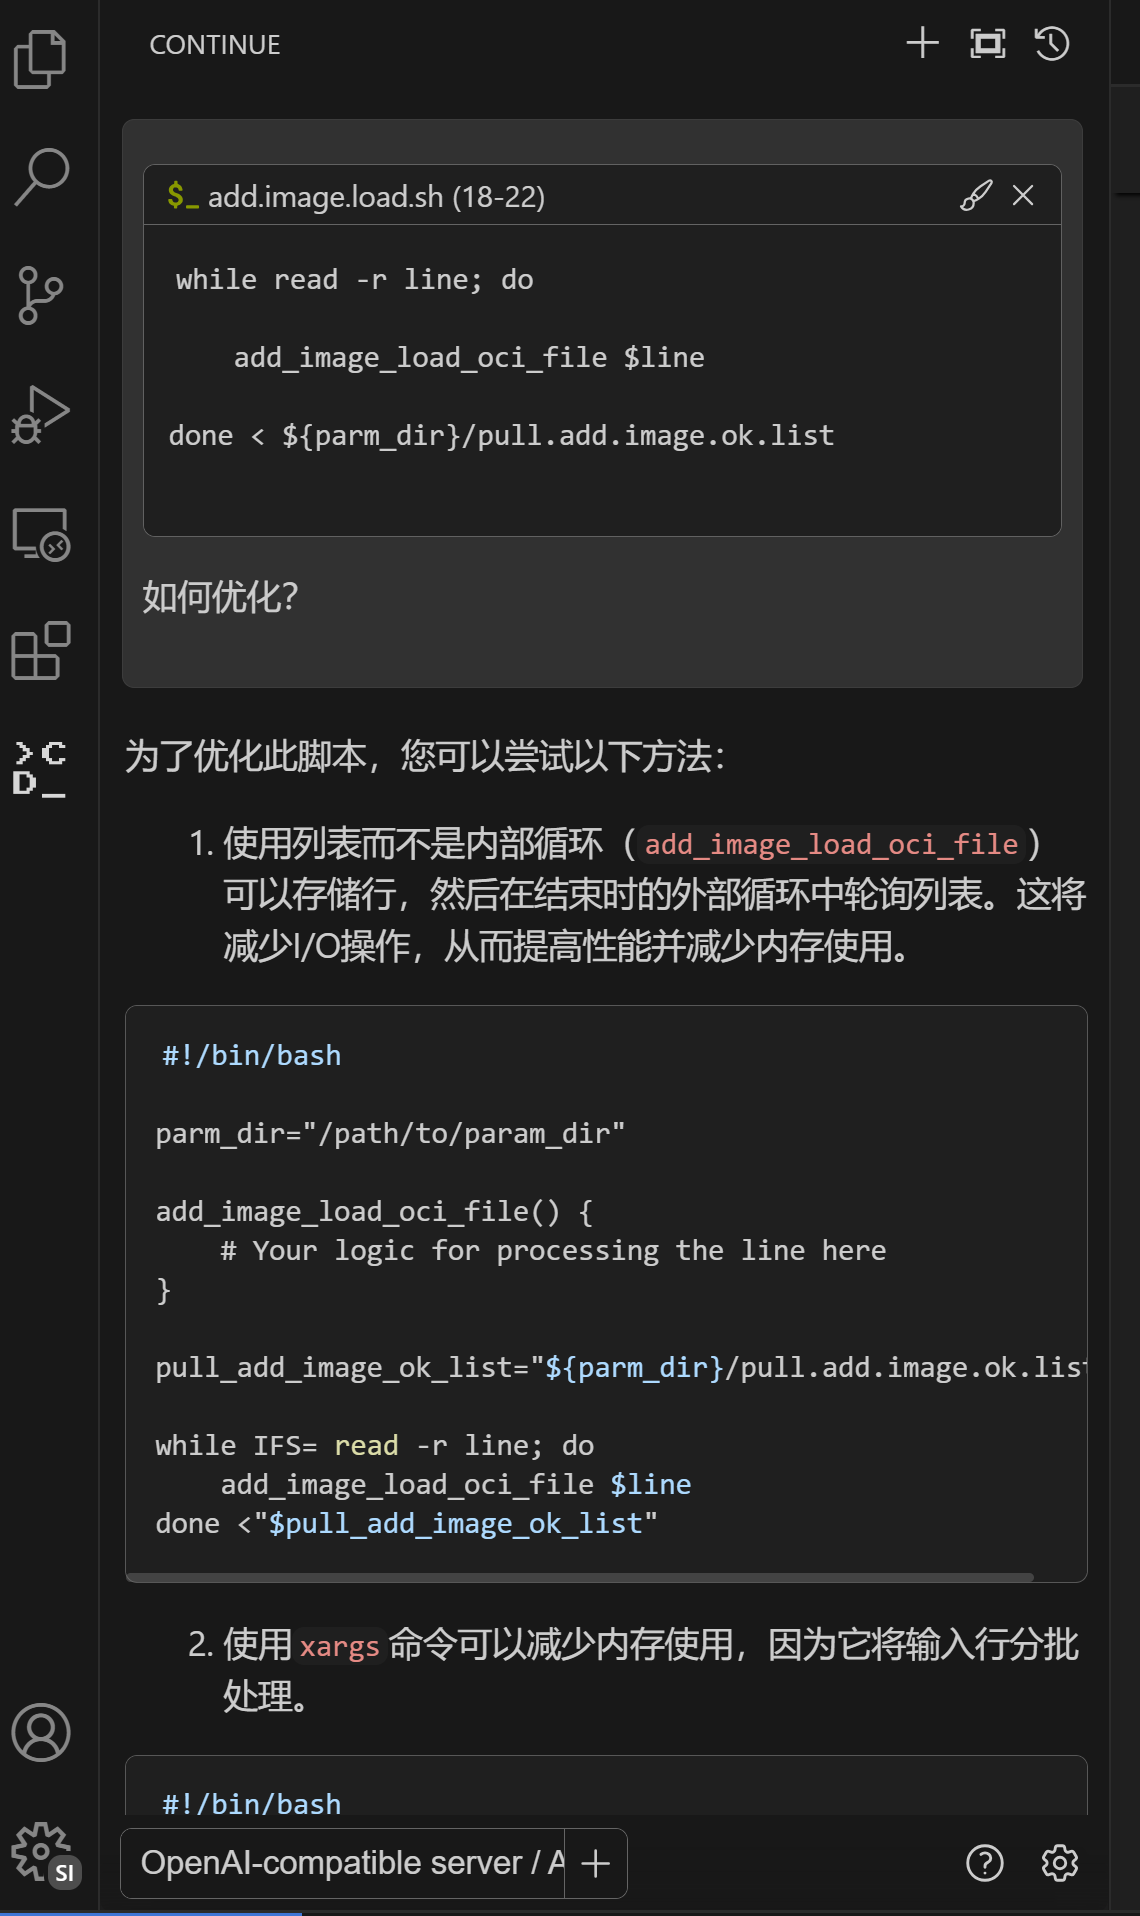 CONTINUE
$_ add.image.load.sh (18-22)
while read -r line; do
    add_image_load_oci_file $line
done < ${parm_dir}/pull.add.image.ok.list
如何优化？
为了优化此脚本，您可以尝试以下方法：
1. 使用列表而不是内部循环（add_image_load_oci_file）
可以存储行，然后在结束时的外部循环中轮询列表。这将
减少I/O操作，从而提高性能并减少内存使用。
#!/bin/bash
parm_dir="/path/to/param_dir"
add_image_load_oci_file() {
    # Your logic for processing the line here
}
pull_add_image_ok_list="${parm_dir}/pull.add.image.ok.list
while IFS= read -r line; do
    add_image_load_oci_file $line
done <"$pull_add_image_ok_list"
2. 使用xargs命令可以减少内存使用，因为它将输入行分批
处理。
#!/bin/bash
OpenAI-compatible server / A
>C
D_
SI